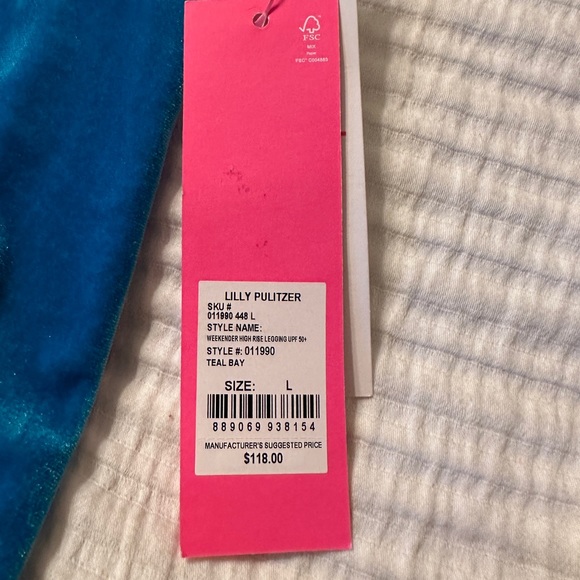 FSC
MIX
LILLY PULITZER
SKU #
011990 448 L
STYLE NAME:
WEEKENDER HIGH RISE LEGGING UPF 50+
STYLE #: 011990
TEAL BAY
SIZE: L
889069 938154
MANUFACTURER'S SUGGESTED PRICE
$118.00